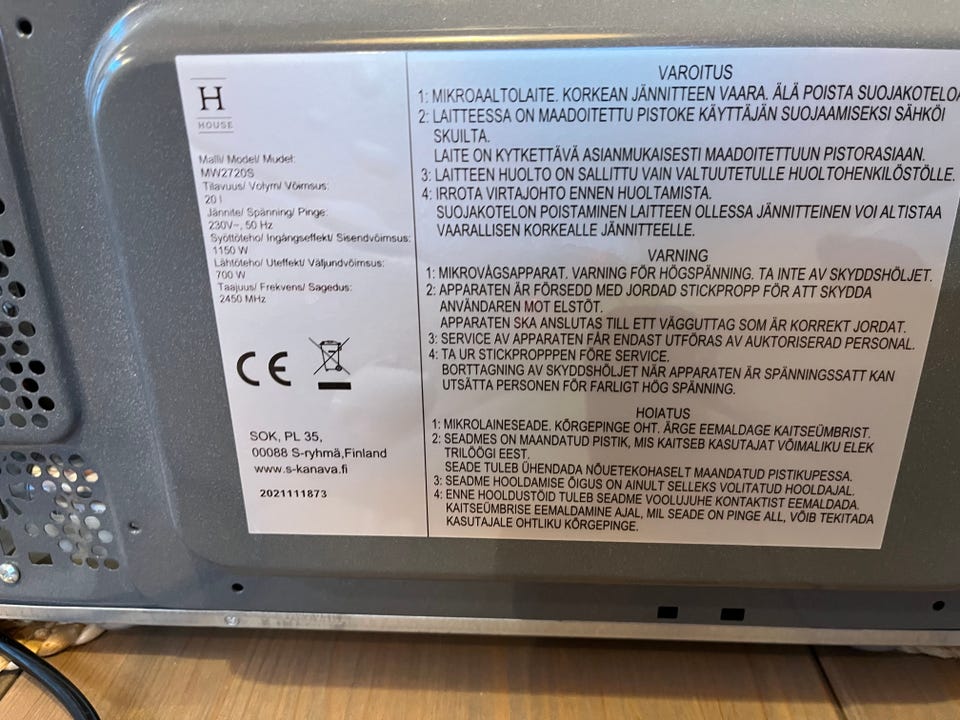 H
HOUSE
Malli/ Model/ Mudel:
MW2720S
Tilavuus/ Volym/ Võimsus:
20 l
Jännite/ Spänning/ Pinge:
230V~, 50 Hz
Syöttöteho/ Ingångseffekt/ Sisendvõimsus:
1150 W
Lähtöteho/ Uteffekt/ Väljundvõimsus:
700 W
Taajuus/ Frekvens/ Sagedus:
2450 MHz
CE
SOK, PL 35,
00088 S-ryhmä,Finland
www.s-kanava.fi
2021111873
VAROITUS
1: MIKROAALTOLAITE. KORKEAN JÄNNITTEEN VAARA. ÄLÄ POISTA SUOJAKOTELOA
2: LAITTEESSA ON MAADOITETTU PISTOKE KÄYTTÄJÄN SUOJAAMISEKSI SÄHKÖI
SKUILTA.
LAITE ON KYTKETTÄVÄ ASIANMUKAISESTI MAADOITETTUUN PISTORASIAAN.
3: LAITTEEN HUOLTO ON SALLITTU VAIN VALTUUTETULLE HUOLTOHENKILÖSTÖLLE.
4: IRROTA VIRTAJOHTO ENNEN HUOLTAMISTA.
SUOJAKOTELON POISTAMINEN LAITTEEN OLLESSA JÄNNITTEINEN VOI ALTISTAA
VAARALLISEN KORKEALLE JÄNNITTEELLE.
VARNING
1: MIKROVÅGSAPPARAT. VARNING FÖR HÖGSPÄNNING. TA INTE AV SKYDDSHÖLJET.
2: APPARATEN ÄR FÖRSEDD MED JORDAD STICKPROPP FÖR ATT SKYDDA
ANVÄNDAREN MOT ELSTÖT.
APPARATEN SKA ANSLUTAS TILL ETT VÄGGUTTAG SOM ÄR KORREKT JORDAT.
3: SERVICE AV APPARATEN FÅR ENDAST UTFÖRAS AV AUKTORISERAD PERSONAL.
4: TA UR STICKPROPPPEN FÖRE SERVICE.
BORTTAGNING AV SKYDDSHÖLJET NÄR APPARATEN ÄR SPÄNNINGSSATT KAN
UTSÄTTA PERSONEN FÖR FARLIGT HÖG SPÄNNING.
HOIATUS
1: MIKROLAINESEADE. KÕRGEPINGE OHT. ÄRGE EEMALDAGE KAITSEÜMBRIST.
2: SEADMES ON MAANDATUD PISTIK, MIS KAITSEB KASUTAJAT VÕIMALIKU ELEK
TRILÖÖGI EEST.
SEADE TULEB ÜHENDADA NÕUETEKOHASELT MAANDATUD PISTIKUPESSA.
3: SEADME HOOLDAMISE ÕIGUS ON AINULT SELLEKS VOLITATUD HOOLDAJAL.
4: ENNE HOOLDUSTÖID TULEB SEADME VOOLUJUHE KONTAKTIST EEMALDADA.
KAITSEÜMBRISE EEMALDAMINE AJAL, MIL SEADE ON PINGE ALL, VÕIB TEKITADA
KASUTAJALE OHTLIKU KÕRGEPINGE.